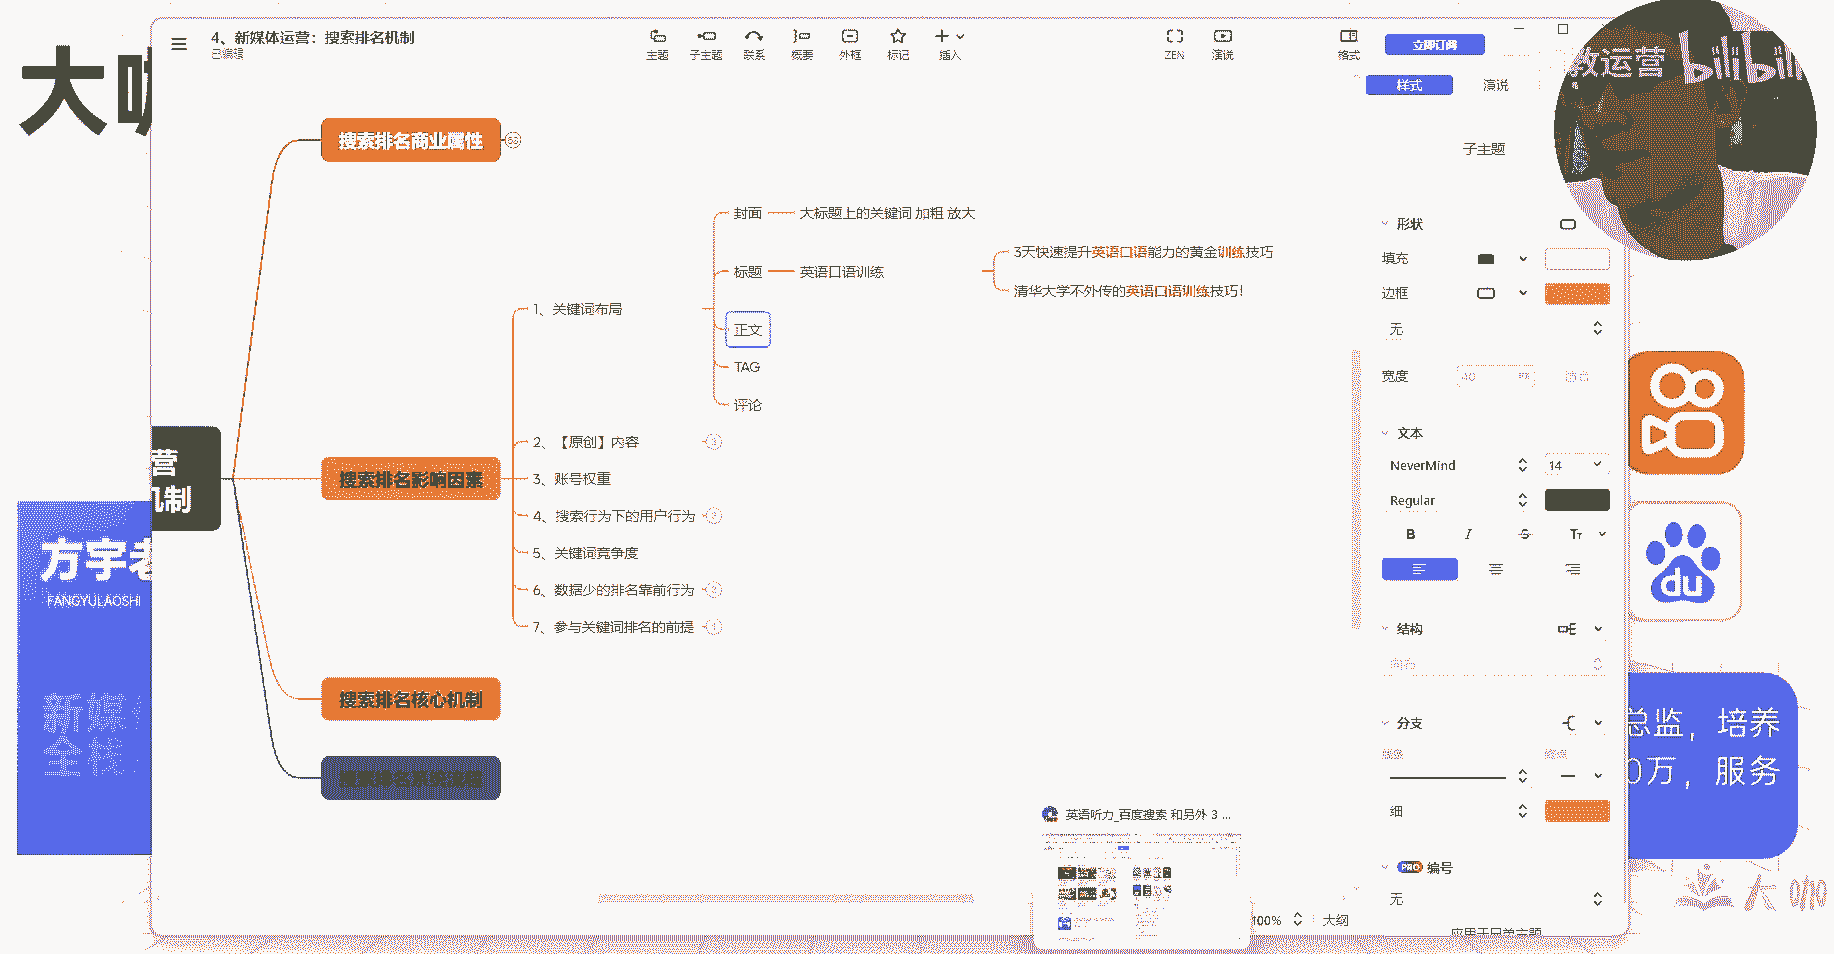 大
4、新媒体运营：搜索排名机制
已编辑
主题
子主题
联系
概要
外框
标记
插入
ZEN
演说
格式
立即订阅
教运营 bilibili
样式
演说
子主题
搜索排名商业属性
封面
大标题上的关键词 加粗 放大
标题
英语口语训练
3天快速提升英语口语能力的黄金训练技巧
清华大学不外传的英语口语训练技巧！
1、关键词布局
正文
TAG
评论
营
机制
搜索排名影响因素
2、【原创】内容
3、账号权重
4、搜索行为下的用户行为
5、关键词竞争度
6、数据少的排名靠前行为
7、参与关键词排名的前提
搜索排名核心机制
形状
填充
边框
无
宽度
文本
NeverMind
14
Regular
B
I
S
Tт
结构
分支
细
PRO 编号
无
应用于同单主题
方宇老
FANGYULAOSHI
新媒
全栈
du
总监，培养
0万，服务
英语听力_百度搜索 和另外 3 ...
100%
大纲
大咖